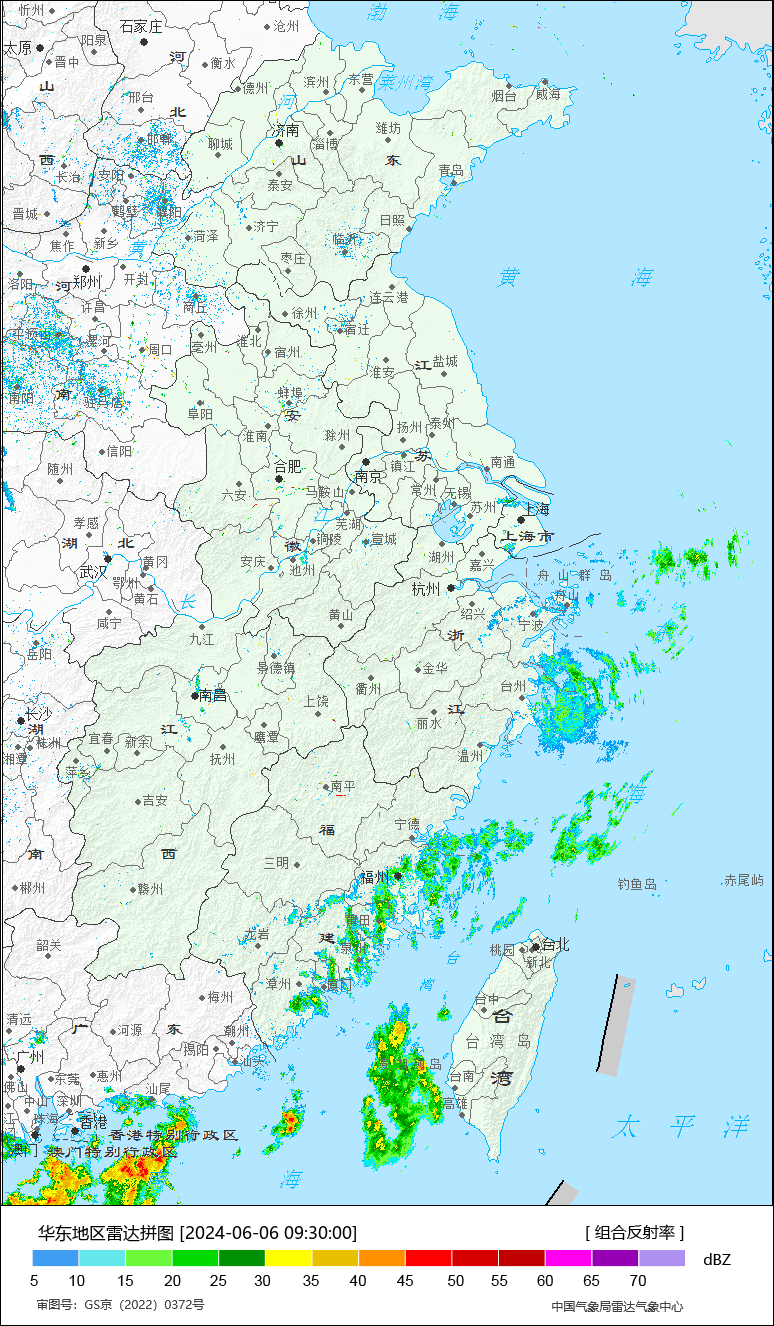 渤 海
忻州
石家庄
沧州
太原
阳泉
河
晋中
衡水
滨州
东营
莱州湾
山
德州
烟台
威海
邢台
河
北
济南
潍坊
邯郸
聊城
淄博
西
山
东
长治
安阳
泰安
青岛
晋城
鹤壁
濮阳
日照
焦作
新乡
黄
菏泽
济宁
临沂
枣庄
洛阳
河
郑州
开封
黄 海
许昌
商丘
连云港
徐州
宿迁
平顶山
漯河
周口
亳州
淮北
宿州
江
盐城
淮安
南阳
南
驻马店
蚌埠
阜阳
安
扬州
泰州
淮南
滁州
苏
信阳
随州
合肥
南京
镇江
南通
六安
马鞍山
常州
无锡
苏州
上海
孝感
江
芜湖
湖
北
徽
铜陵
宣城
上海市
武汉
黄冈
安庆
池州
湖州
嘉兴
舟山群岛
鄂州
黄石
长
杭州
舟山
咸宁
黄山
绍兴
宁波
九江
浙
岳阳
景德镇
金华
南昌
衢州
台州
长沙
上饶
江
湖
江
丽水
株洲
宜春
新余
鹰潭
湘潭
抚州
温州
萍乡
南平
海
吉安
宁德
福
南
西
三明
福州
郴州
赣州
钓鱼岛
赤尾屿
龙岩
建
台北
韶关
桃园
新北
台
漳州
湾
梅州
台中
清远
广
河源
东
潮州
台
台 湾 岛
揭阳
广州
汕头
东莞
惠州
台南
湾
佛山
汕尾
高雄
中山
深圳
珠海
香港
太 平 洋
香港特别行政区
澳门特别行政区
海
华东地区雷达拼图 [2024-06-06 09:30:00]
[ 组合反射率 ]
5 10 15 20 25 30 35 40 45 50 55 60 65 70
dBZ
审图号：GS京（2022）0372号
中国气象局雷达气象中心